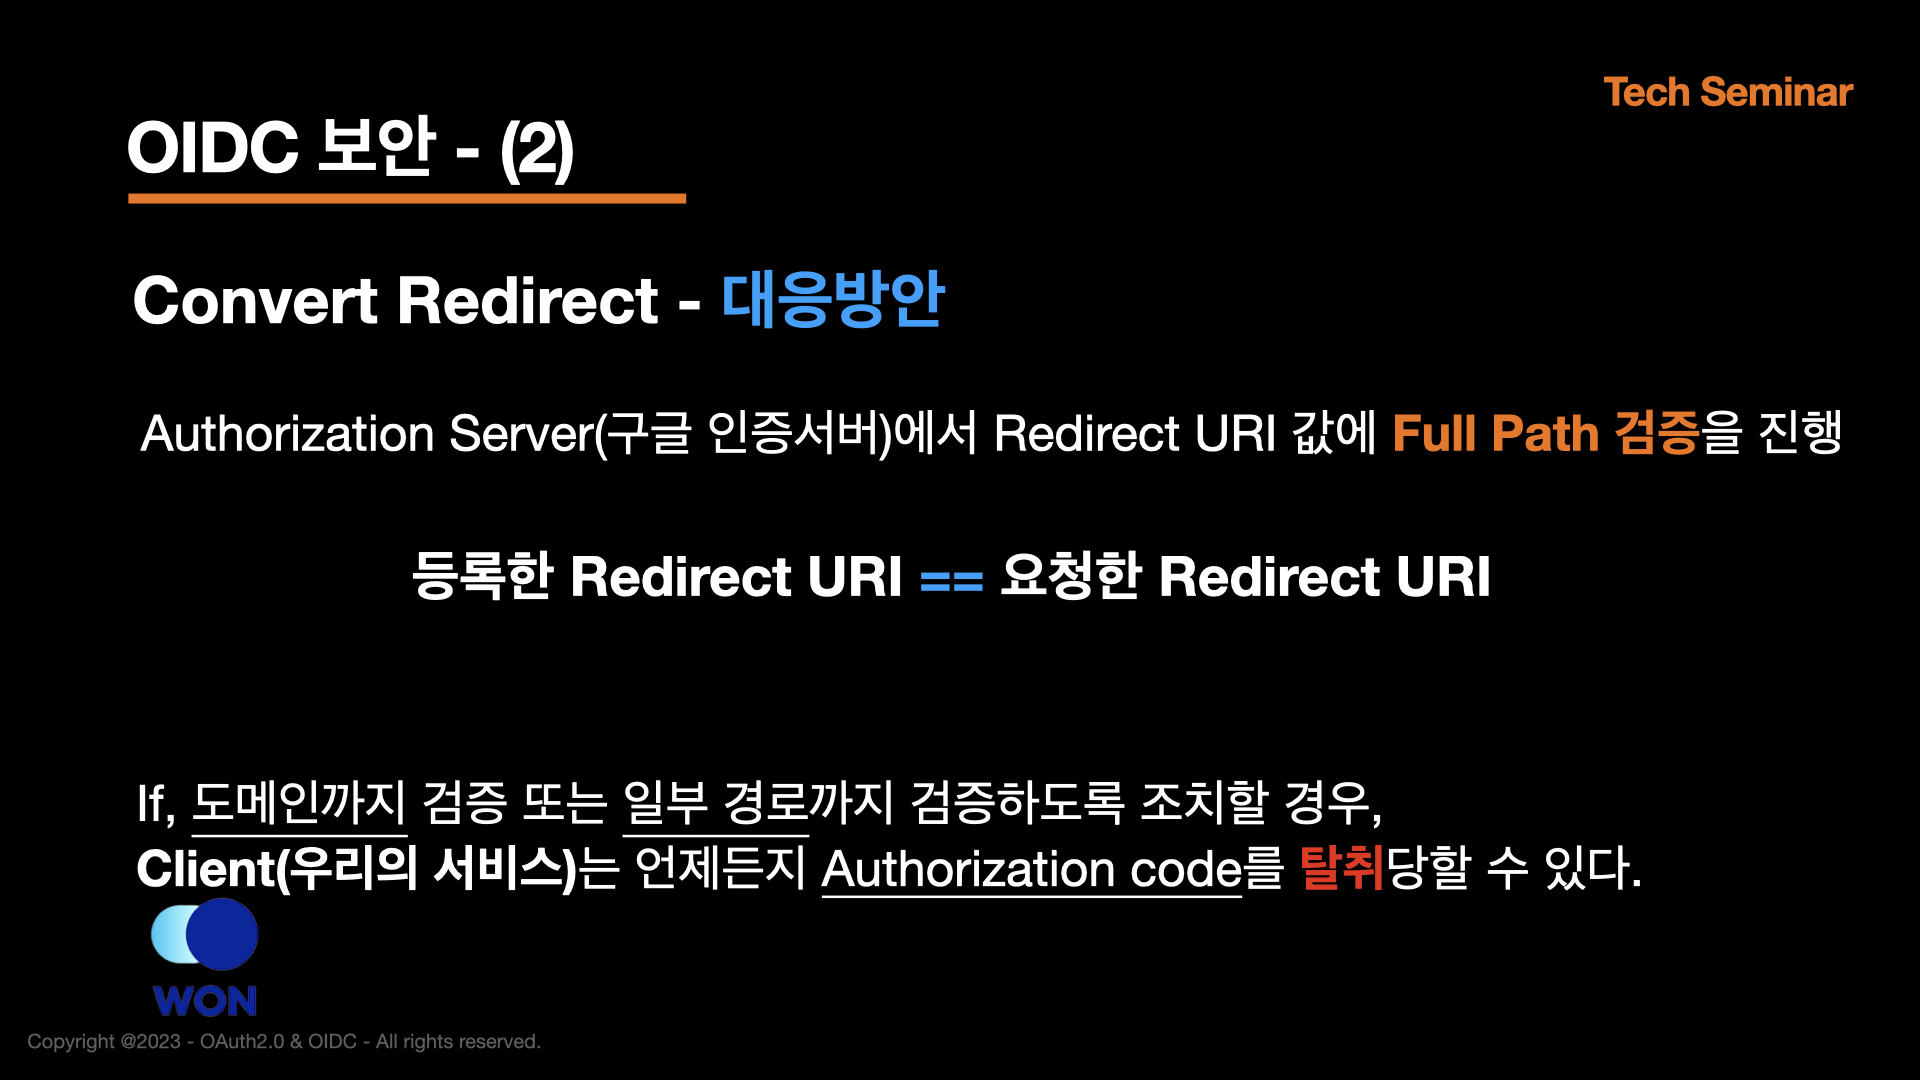 Tech Seminar
OIDC 보안 - (2)
Convert Redirect - 대응방안
Authorization Server(구글 인증서버)에서 Redirect URI 값에 Full Path 검증을 진행
등록한 Redirect URI == 요청한 Redirect URI
If, 도메인까지 검증 또는 일부 경로까지 검증하도록 조치할 경우,
Client(우리의 서비스)는 언제든지 Authorization code를 탈취당할 수 있다.
WON
Copyright @2023 - OAuth2.0 & OIDC - All rights reserved.